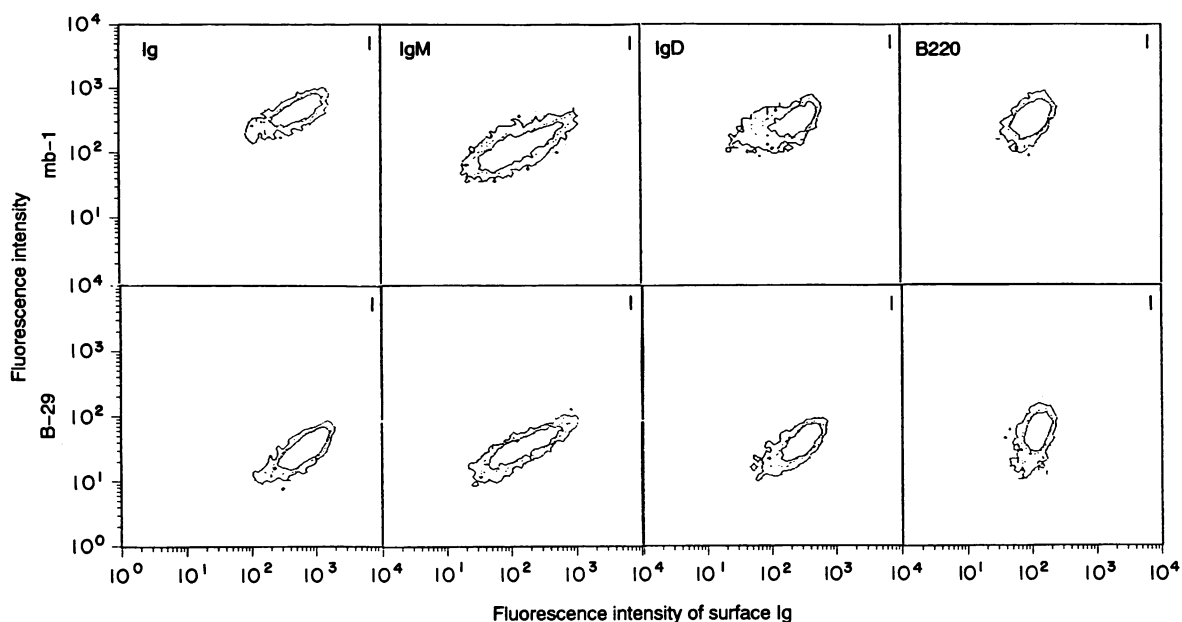 10⁴
Ig
I
IgM
I
IgD
I
B220
I
10³
10²
10¹
10⁴
I
I
I
I
10³
10²
10¹
10⁰
Fluorescence intensity
mb-1
B-29
10⁰ 10¹ 10² 10³ 10⁴ 10¹ 10² 10³ 10⁴ 10¹ 10² 10³ 10⁴ 10¹ 10² 10³ 10⁴
Fluorescence intensity of surface Ig